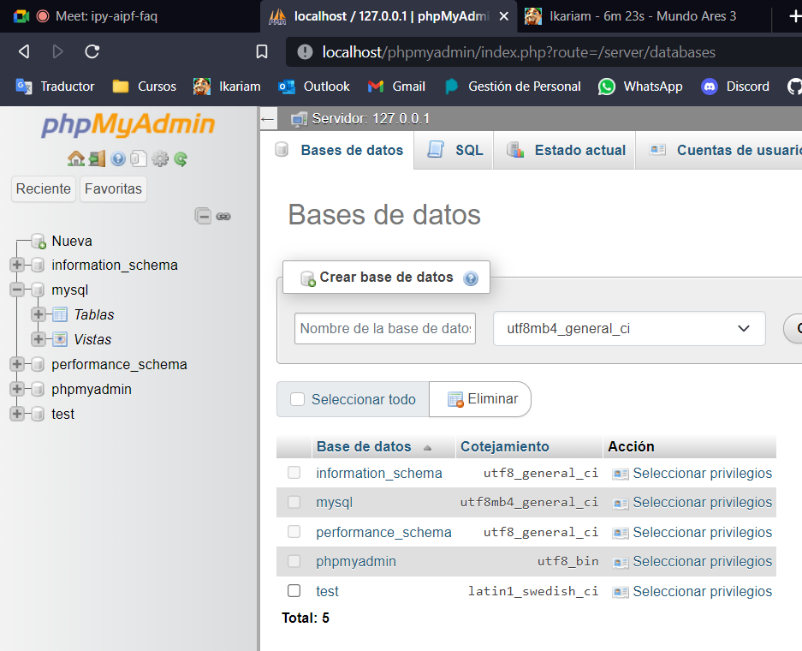 Meet: ipy-aipf-faq
localhost / 127.0.0.1 | phpMyAdmi
Ikariam - 6m 23s - Mundo Ares 3
localhost/phpmyadmin/index.php?route=/server/databases
Traductor Cursos Ikariam Outlook Gmail Gestión de Personal WhatsApp Discord
phpMyAdmin
Reciente Favoritas
Nueva
information_schema
mysql
Tablas
Vistas
performance_schema
phpmyadmin
test
Servidor: 127.0.0.1
Bases de datos SQL Estado actual Cuentas de usuario
Bases de datos
Crear base de datos
Nombre de la base de datos utf8mb4_general_ci
Seleccionar todo Eliminar
Base de datos Cotejamiento Acción
information_schema utf8_general_ci Seleccionar privilegios
mysql utf8mb4_general_ci Seleccionar privilegios
performance_schema utf8_general_ci Seleccionar privilegios
phpmyadmin utf8_bin Seleccionar privilegios
test latin1_swedish_ci Seleccionar privilegios
Total: 5